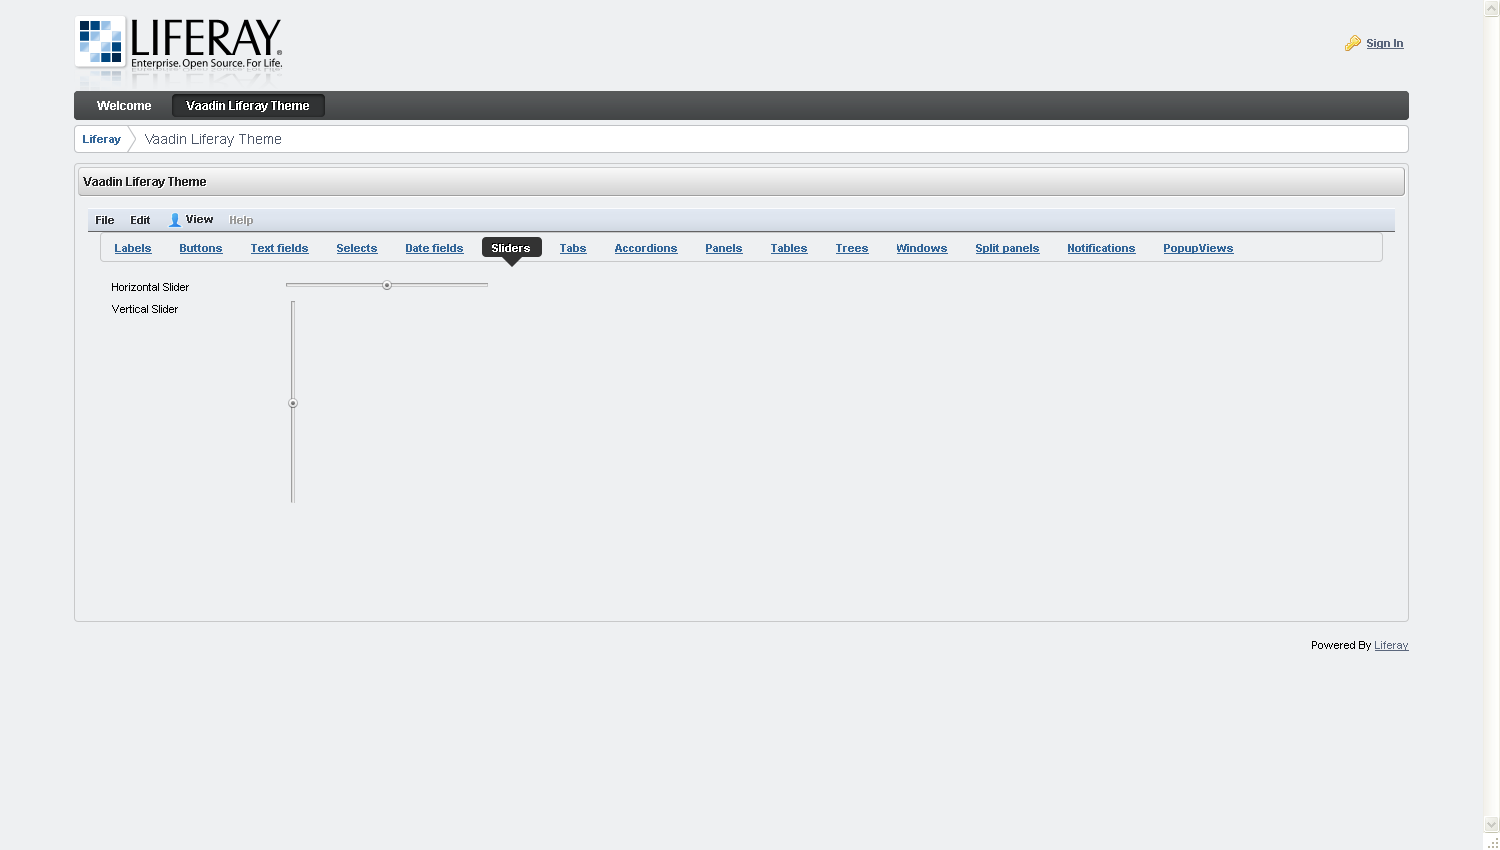 LIFERAY®
Enterprise. Open Source. For Life.
Sign In
Welcome Vaadin Liferay Theme
Liferay Vaadin Liferay Theme
Vaadin Liferay Theme
File Edit View Help
Labels Buttons Text fields Selects Date fields Sliders Tabs Accordions Panels Tables Trees Windows Split panels Notifications PopupViews
Horizontal Slider
Vertical Slider
Powered By Liferay